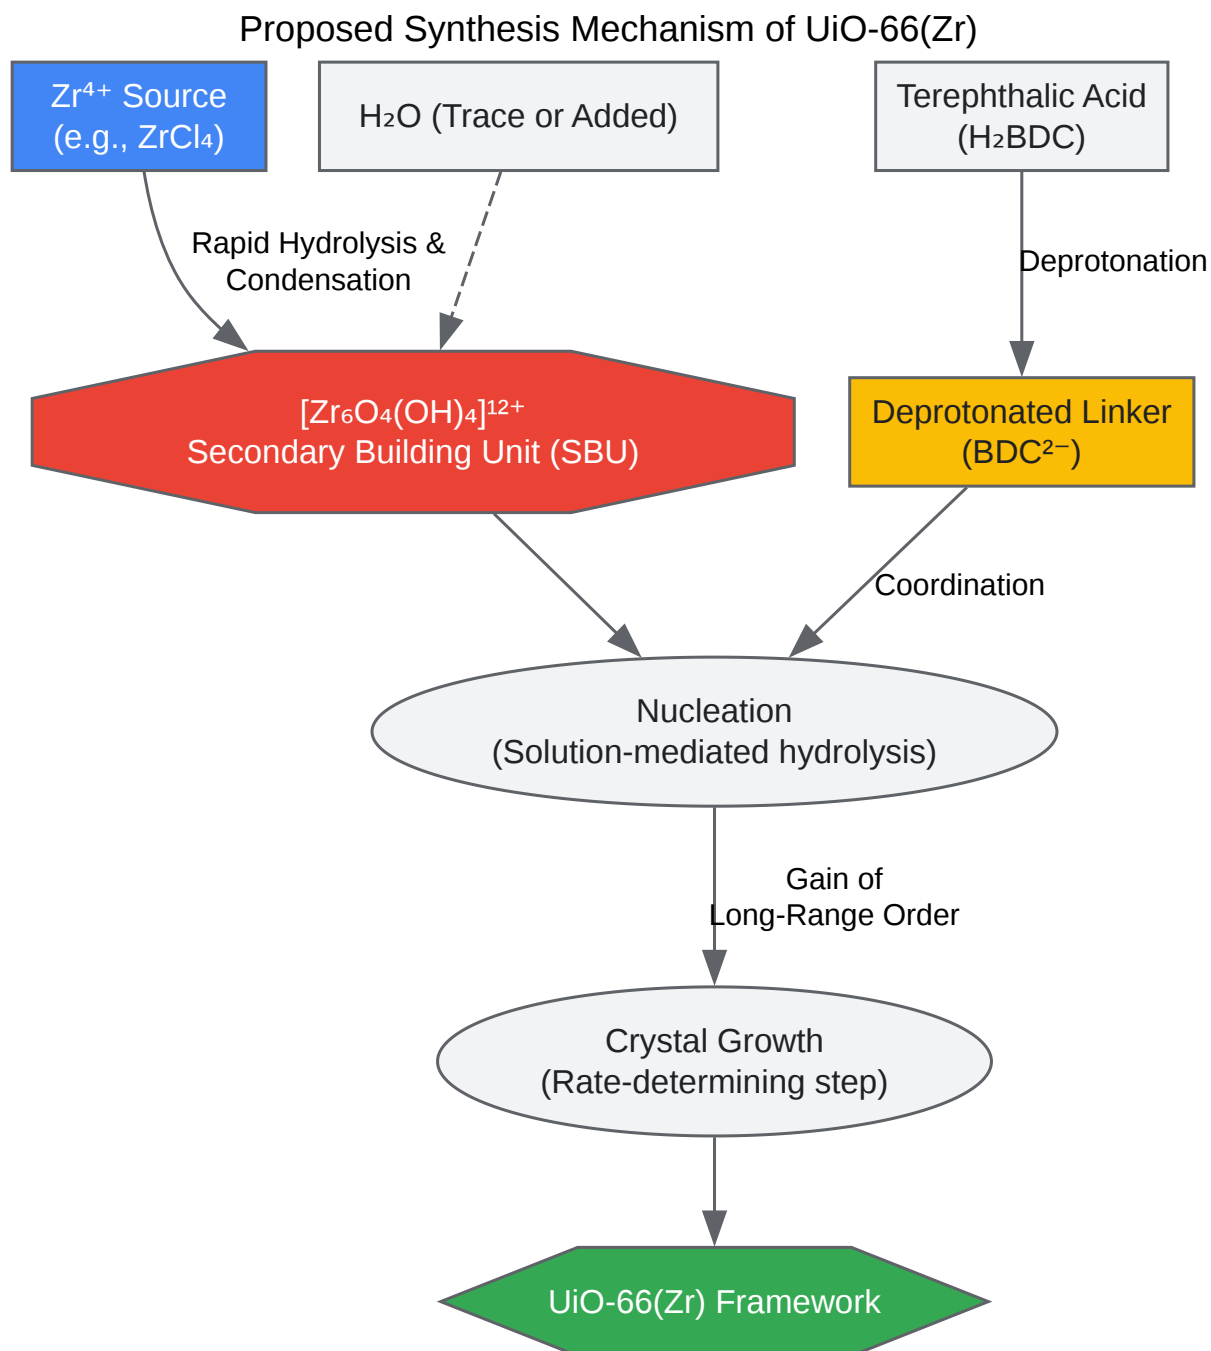 Proposed Synthesis Mechanism of UiO-66(Zr)
Zr⁴⁺ Source
(e.g., ZrCl₄)
H₂O (Trace or Added)
Terephthalic Acid
(H₂BDC)
Rapid Hydrolysis &
Condensation
Deprotonation
[Zr₆O₄(OH)₄]¹²⁺
Secondary Building Unit (SBU)
Deprotonated Linker
(BDC²⁻)
Coordination
Nucleation
(Solution-mediated hydrolysis)
Gain of
Long-Range Order
Crystal Growth
(Rate-determining step)
UiO-66(Zr) Framework